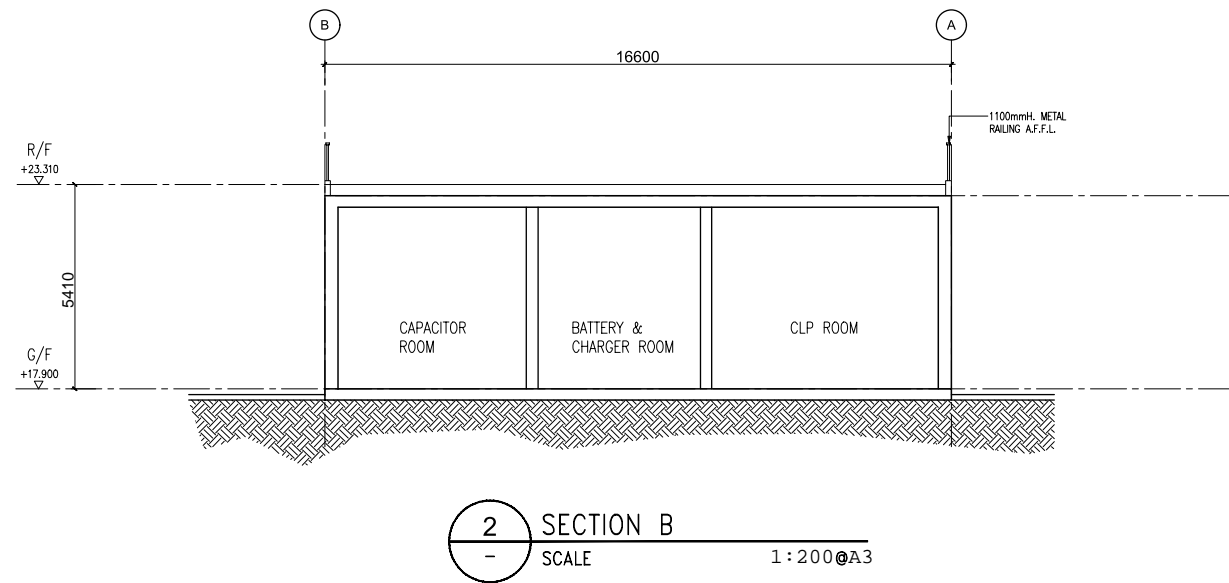 B
A
16600
1100mmH. METAL
RAILING A.F.F.L.
R/F
+23.310
5410
CAPACITOR
ROOM
BATTERY &
CHARGER ROOM
CLP ROOM
G/F
+17.900
2
-
SECTION B
SCALE 1:200@A3